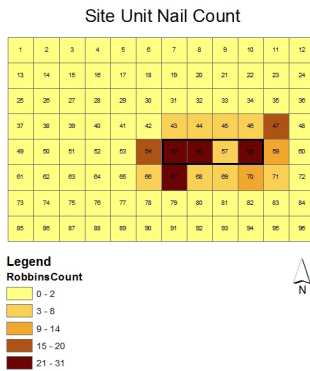 Site Unit Nail Count
1 2 3 4 5 6 7 8 9 10 11 12
13 14 15 16 17 18 19 20 21 22 23 24
25 26 27 28 29 30 31 32 33 34 35 36
37 38 39 40 41 42 43 44 45 46 47 48
49 50 51 52 53 54 57 59 60
61 62 63 64 65 66 68 69 70 71 72
73 74 75 76 77 78 79 80 81 82 83 84
85 86 87 88 89 90 91 92 93 94 95 96
Legend
RobbinsCount
0 - 2
3 - 8
9 - 14
15 - 20
21 - 31
N